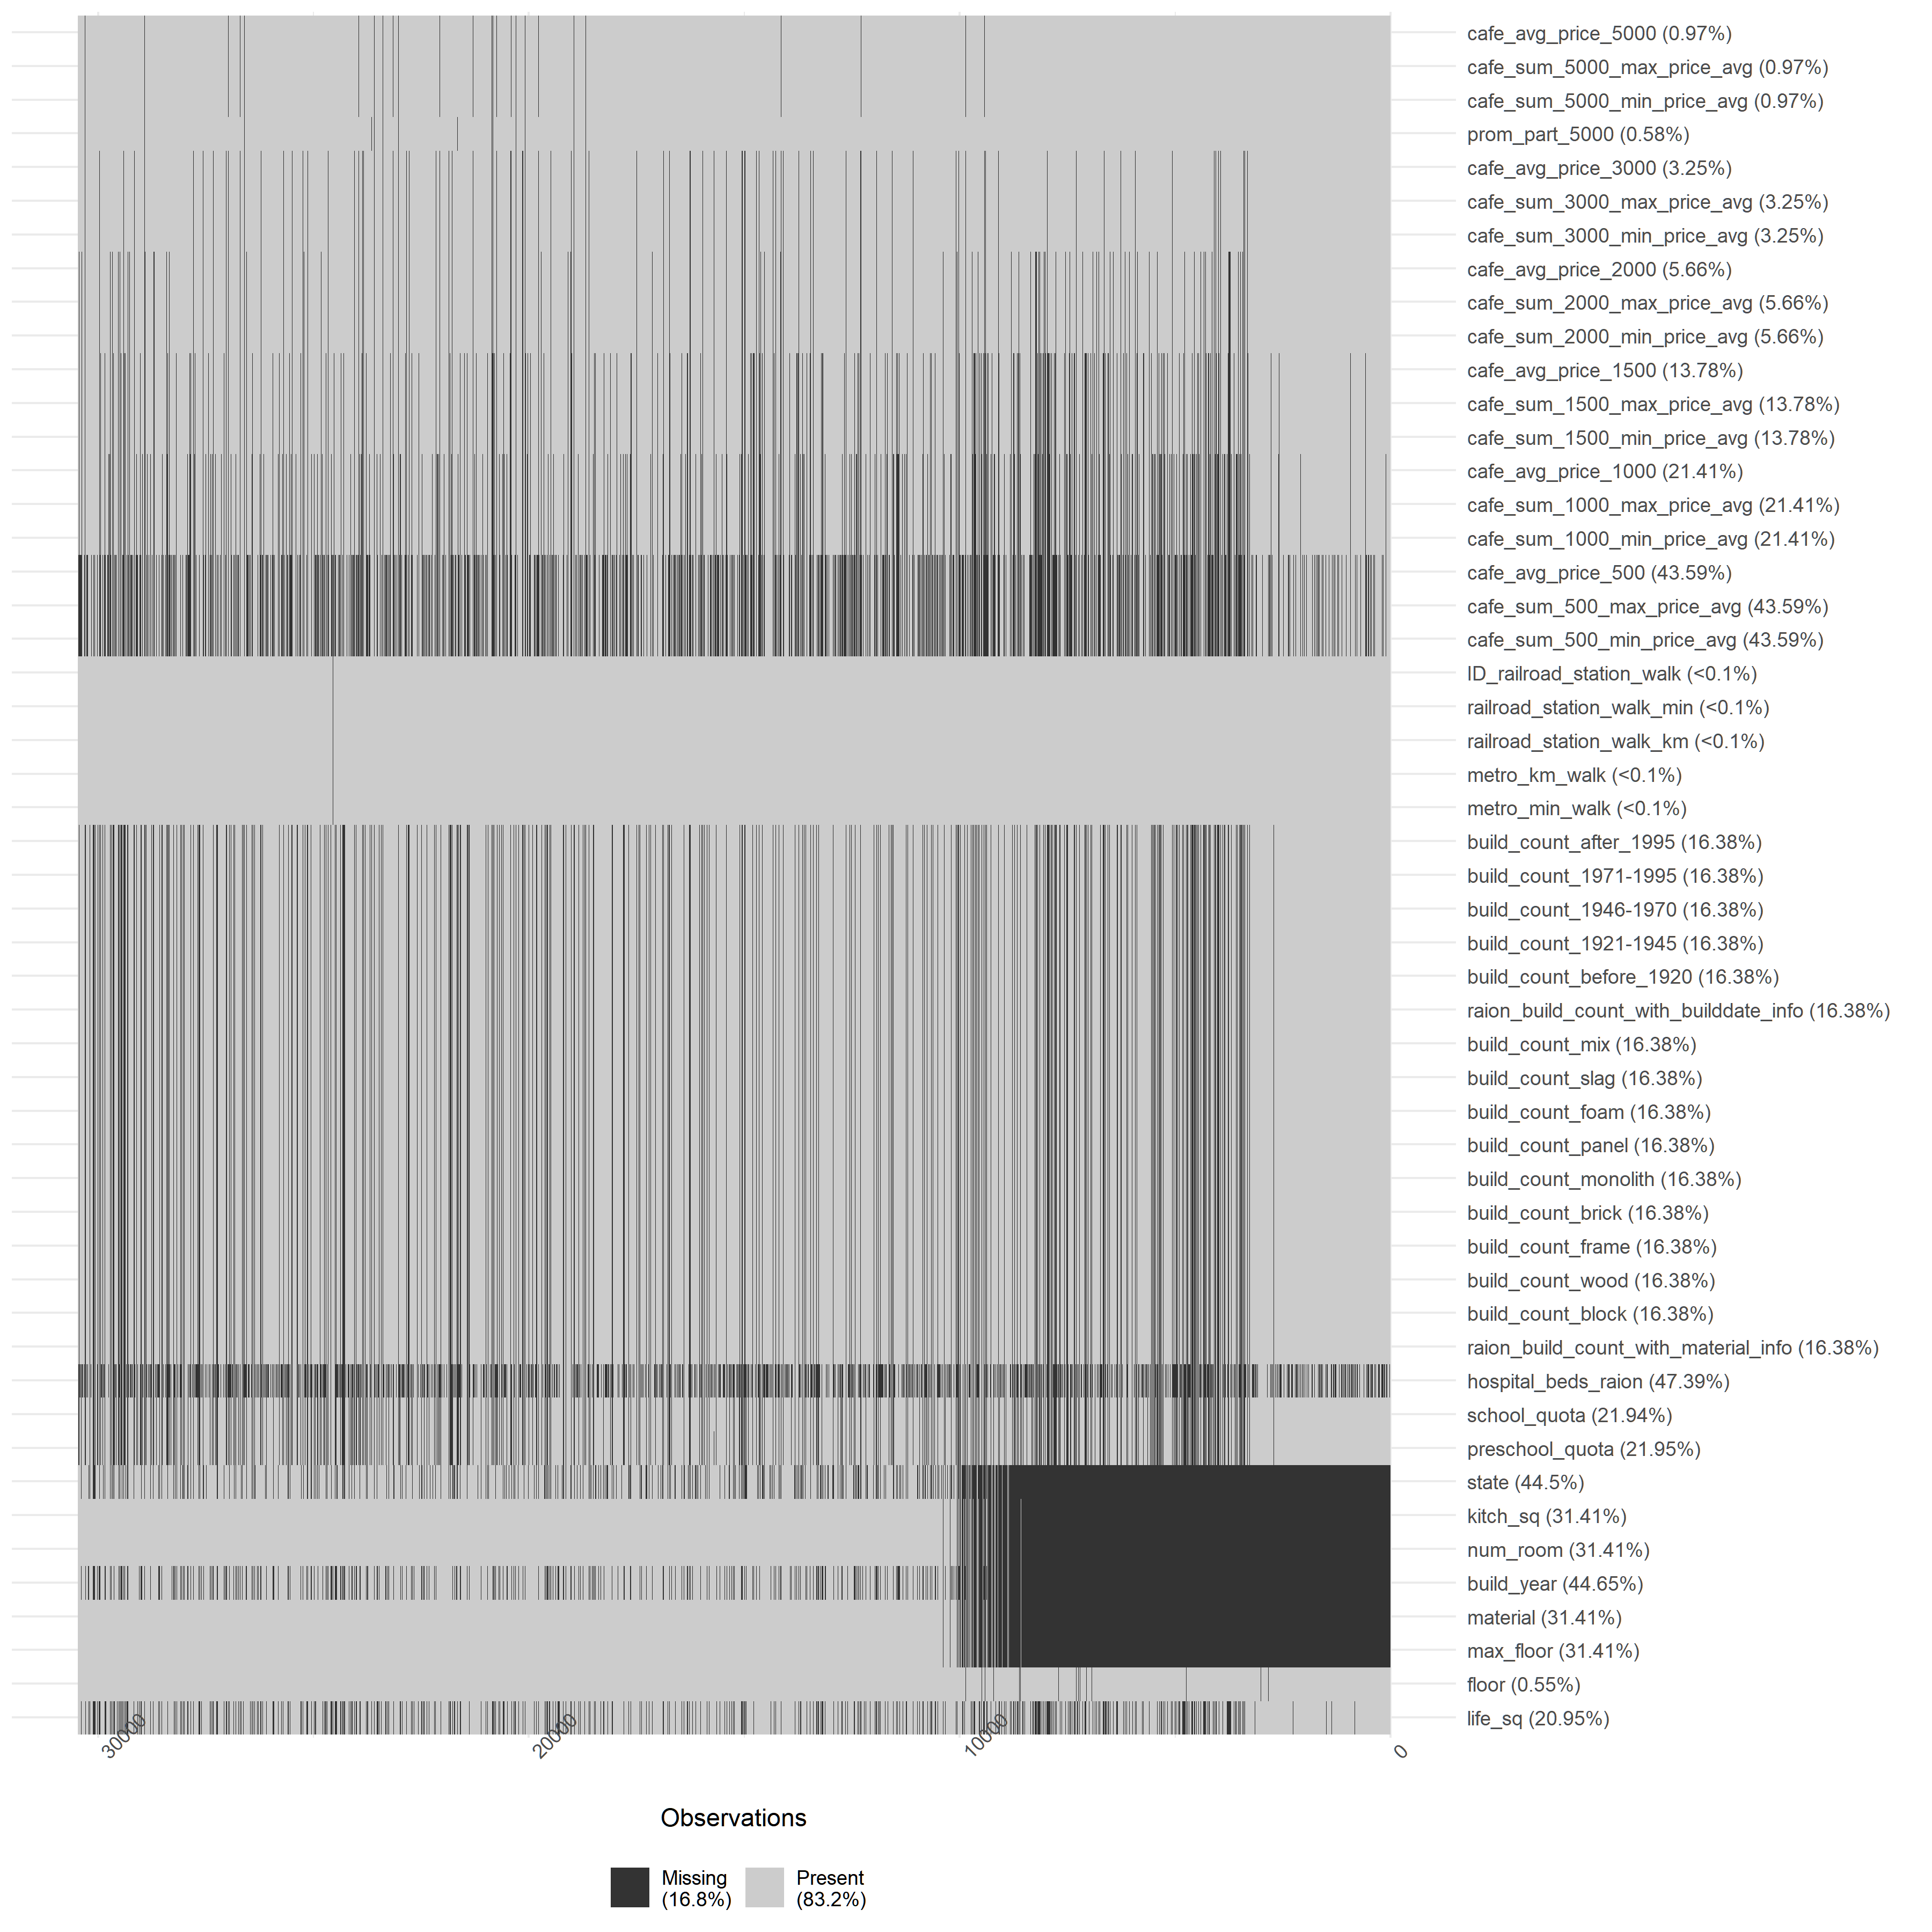 cafe_avg_price_5000 (0.97%)
cafe_sum_5000_max_price_avg (0.97%)
cafe_sum_5000_min_price_avg (0.97%)
prom_part_5000 (0.58%)
cafe_avg_price_3000 (3.25%)
cafe_sum_3000_max_price_avg (3.25%)
cafe_sum_3000_min_price_avg (3.25%)
cafe_avg_price_2000 (5.66%)
cafe_sum_2000_max_price_avg (5.66%)
cafe_sum_2000_min_price_avg (5.66%)
cafe_avg_price_1500 (13.78%)
cafe_sum_1500_max_price_avg (13.78%)
cafe_sum_1500_min_price_avg (13.78%)
cafe_avg_price_1000 (21.41%)
cafe_sum_1000_max_price_avg (21.41%)
cafe_sum_1000_min_price_avg (21.41%)
cafe_avg_price_500 (43.59%)
cafe_sum_500_max_price_avg (43.59%)
cafe_sum_500_min_price_avg (43.59%)
ID_railroad_station_walk (<0.1%)
railroad_station_walk_min (<0.1%)
railroad_station_walk_km (<0.1%)
metro_km_walk (<0.1%)
metro_min_walk (<0.1%)
build_count_after_1995 (16.38%)
build_count_1971-1995 (16.38%)
build_count_1946-1970 (16.38%)
build_count_1921-1945 (16.38%)
build_count_before_1920 (16.38%)
raion_build_count_with_builddate_info (16.38%)
build_count_mix (16.38%)
build_count_slag (16.38%)
build_count_foam (16.38%)
build_count_panel (16.38%)
build_count_monolith (16.38%)
build_count_brick (16.38%)
build_count_frame (16.38%)
build_count_wood (16.38%)
build_count_block (16.38%)
raion_build_count_with_material_info (16.38%)
hospital_beds_raion (47.39%)
school_quota (21.94%)
preschool_quota (21.95%)
state (44.5%)
kitch_sq (31.41%)
num_room (31.41%)
build_year (44.65%)
material (31.41%)
max_floor (31.41%)
floor (0.55%)
life_sq (20.95%)
30000
20000
10000
0
Observations
Missing
(16.8%)
Present
(83.2%)